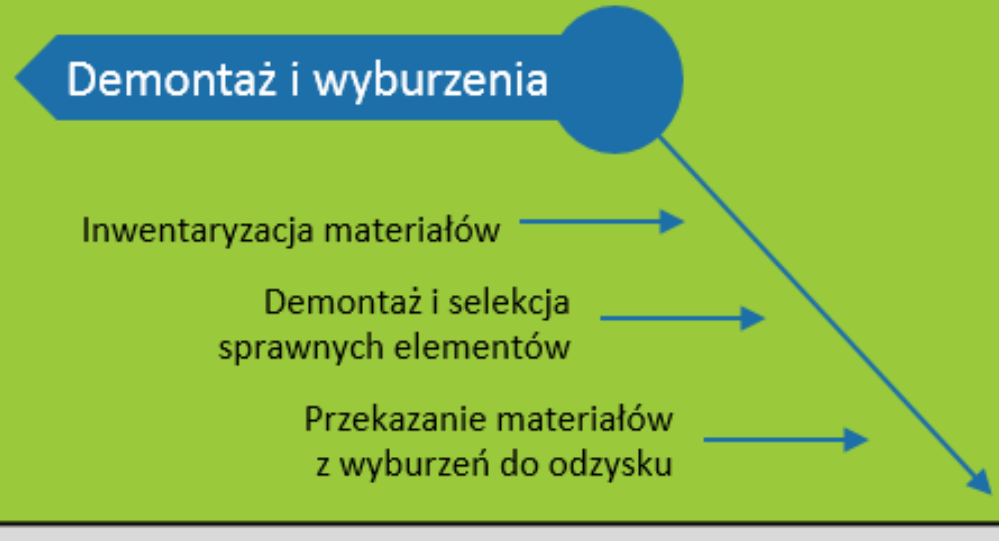 Demontaż i wyburzenia
Inwentaryzacja materiałów
Demontaż i selekcja
sprawnych elementów
Przekazanie materiałów
z wyburzeń do odzysku